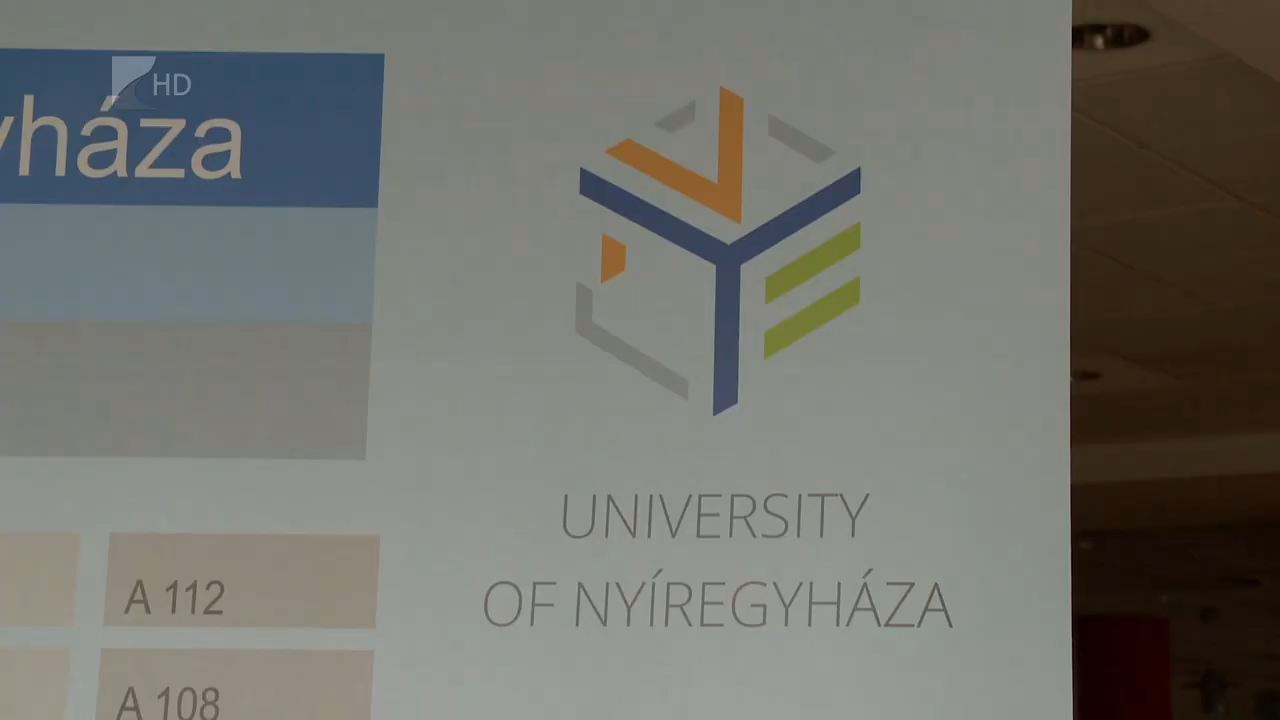 HD
yháza
UNIVERSITY
OF NYÍREGYHÁZA
A 112
A 108